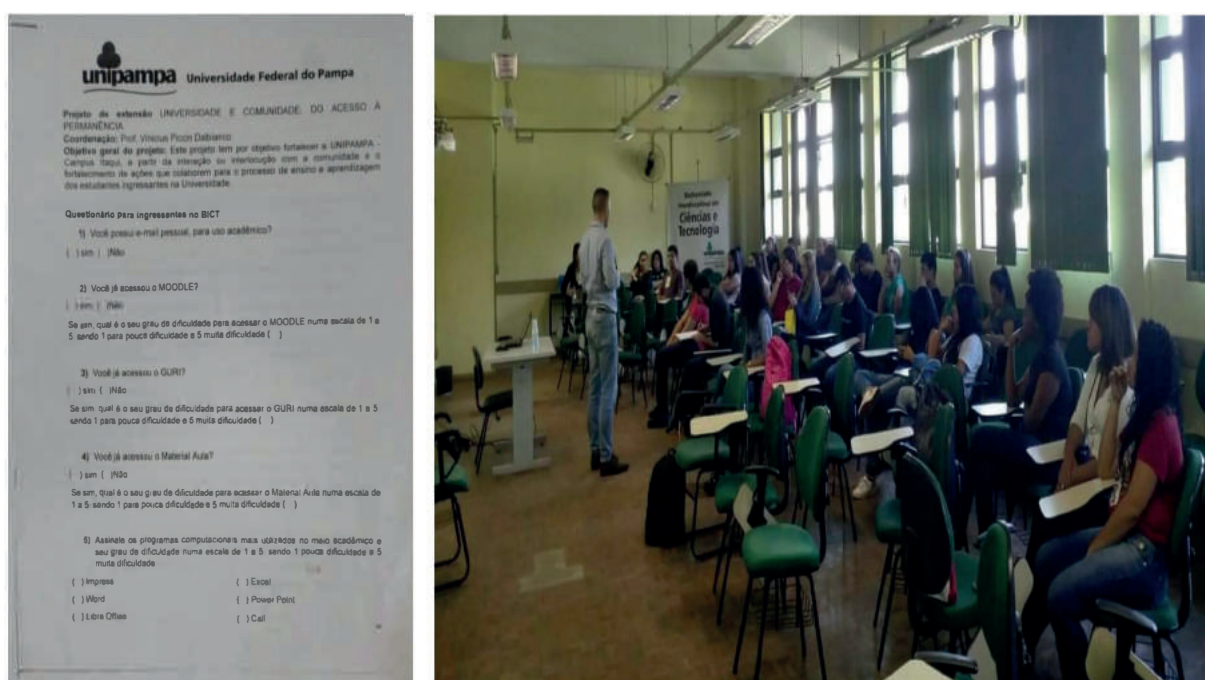 unipampa Universidade Federal do Pampa
Projeto de extensão UNIVERSIDADE E COMUNIDADE: DO ACESSO À
PERMANÊNCIA
Coordenação: Prof. Vinicius Piccin Dalbianco
Objetivo geral do projeto: Este projeto tem por objetivo fortalecer a UNIPAMPA -
Campus Itaqui, a partir da interação ou interlocução com a comunidade e o
fortalecimento de ações que colaborem para o processo de ensino e aprendizagem
dos estudantes ingressantes na Universidade.
Questionário para ingressantes no BICT
1) Você possui e-mail pessoal, para uso acadêmico?
( ) sim ( )Não
2) Você já acessou o MOODLE?
( ) sim ( )Não
Se sim, qual é o seu grau de dificuldade para acessar o MOODLE numa escala de 1 a
5 sendo 1 para pouca dificuldade e 5 muita dificuldade ( )
3) Você já acessou o GURI?
( ) sim ( )Não
Se sim, qual é o seu grau de dificuldade para acessar o GURI numa escala de 1 a 5
sendo 1 para pouca dificuldade e 5 muita dificuldade ( )
4) Você já acessou o Material Aula?
( ) sim ( )Não
Se sim, qual é o seu grau de dificuldade para acessar o Material Aula numa escala de
1 a 5 sendo 1 para pouca dificuldade e 5 muita dificuldade ( )
5) Assinale os programas computacionais mais utilizados no meio acadêmico e
seu grau de dificuldade numa escala de 1 a 5 sendo 1 pouca dificuldade e 5
muita dificuldade
( ) Impress ( ) Excel
( ) Word ( ) Power Point
( ) Libre Office ( ) Call
Bacharelado
Interdisciplinar em
Ciências e
Tecnologia
unipampa